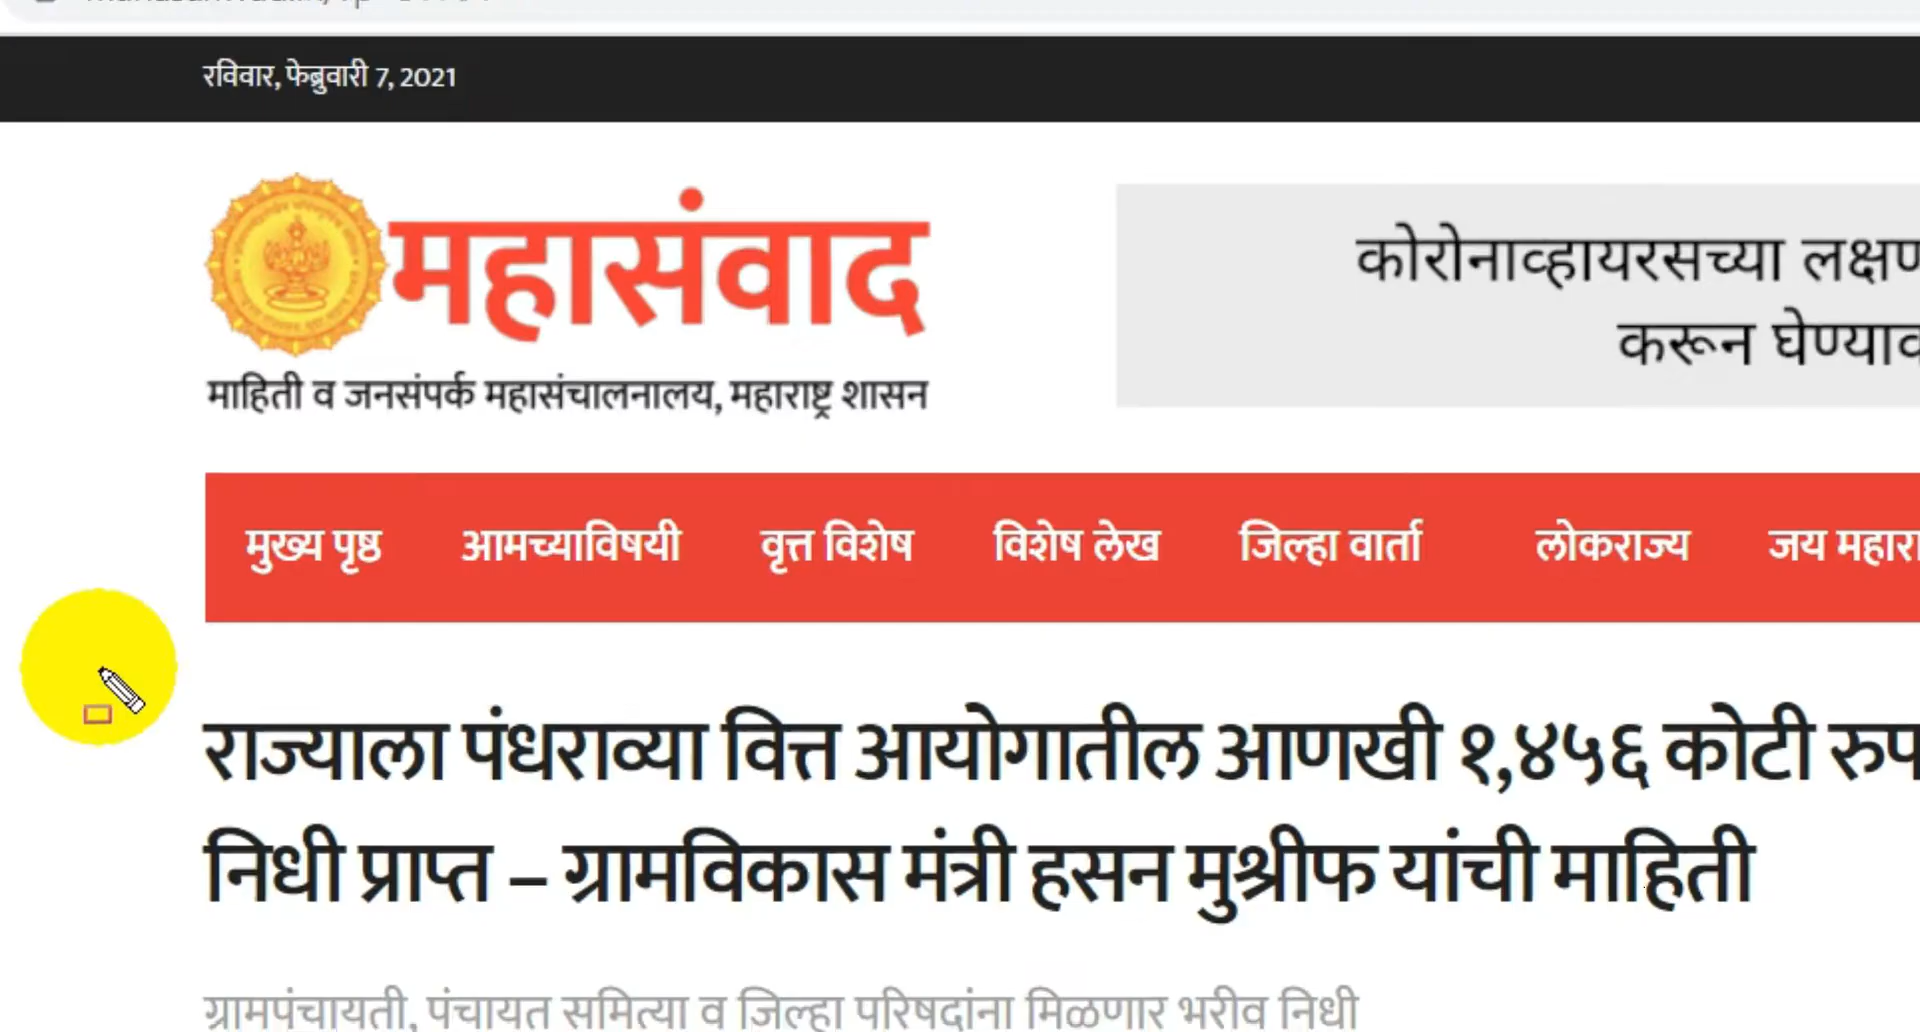 रविवार, फेब्रुवारी 7, 2021
महासंवाद
माहिती व जनसंपर्क महासंचालनालय, महाराष्ट्र शासन
कोरोनाव्हायरसच्या
करून
मुख्य पृष्ठ आमच्याविषयी वृत्त विशेष विशेष लेख जिल्हा वार्ता लोकराज्य जय
राज्याला पंधराव्या वित्त आयोगातील आणखी १,४५६ कोटी
निधी प्राप्त – ग्रामविकास मंत्री हसन मुश्रीफ यांची माहिती
ग्रामपंचायती, पंचायत समित्या व जिल्हा परिषदांना मिळणार भरीव निधी